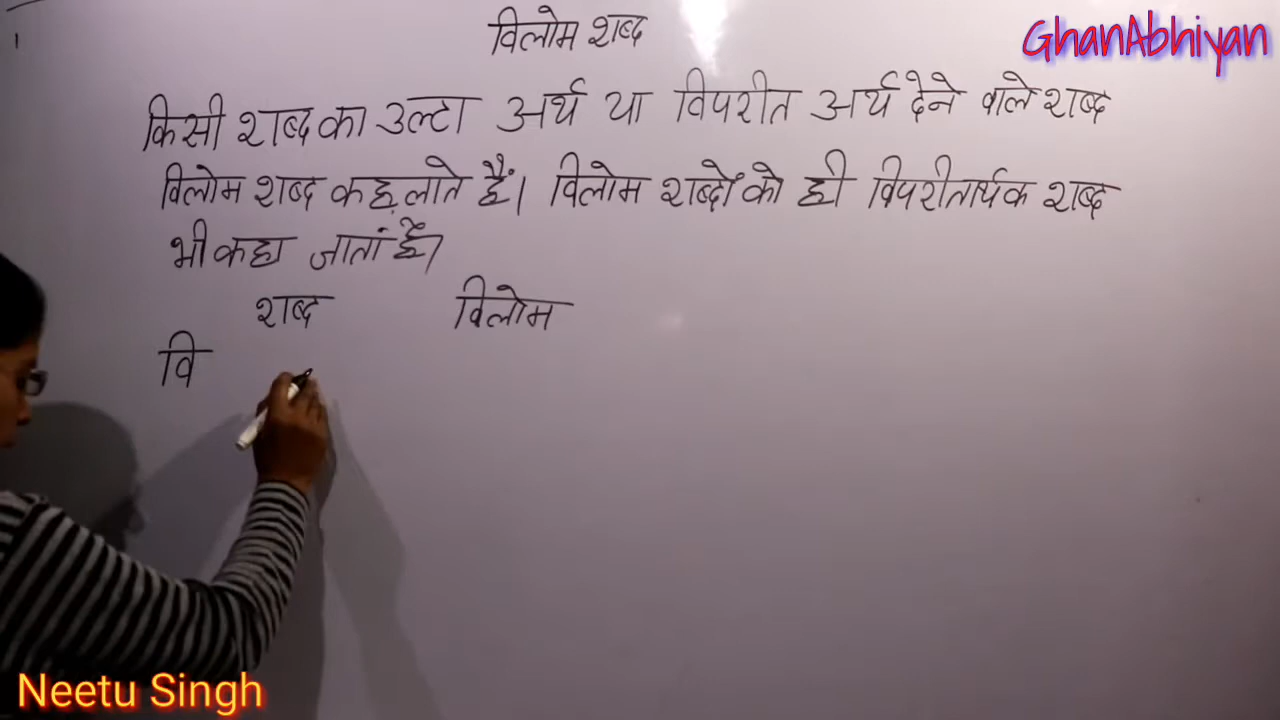 विलोम शब्द
GhanAbhiyan
किसी शब्द का उल्टा अर्थ या विपरीत अर्थ देने वाले शब्द
विलोम शब्द कहलाते हैं। विलोम शब्दों को ही विपरीतार्थक शब्द
भी कहा जातां हैं।
शब्द विलोम
वि
Neetu Singh